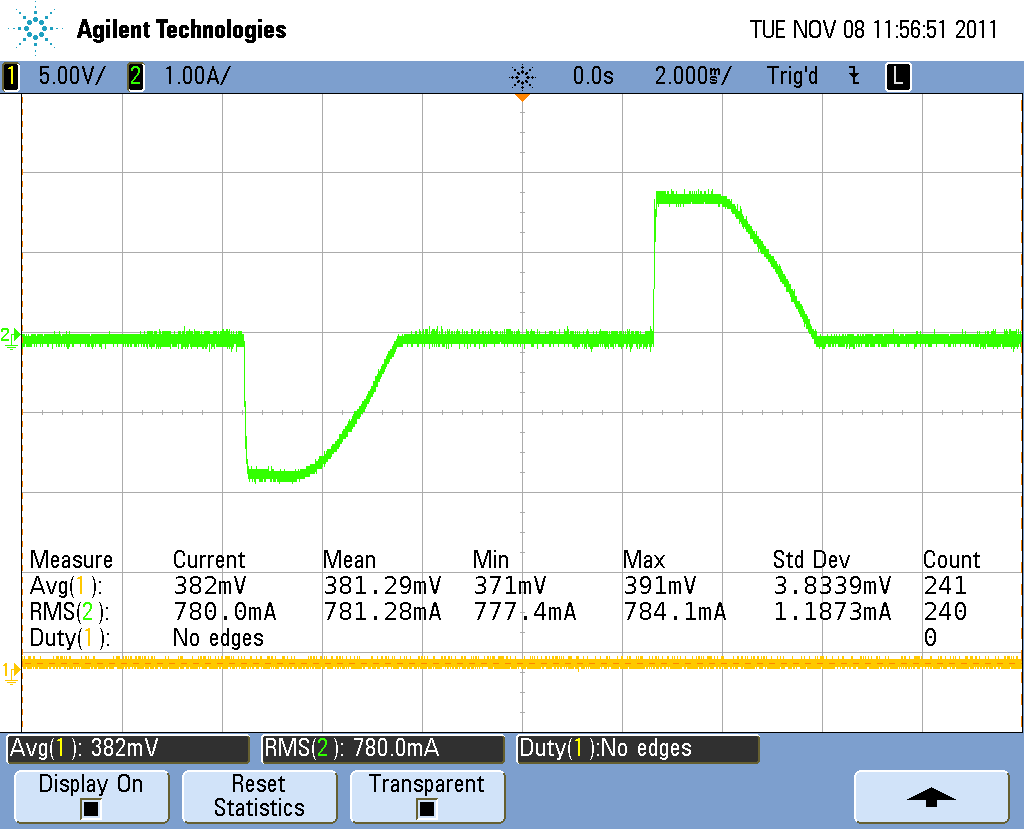 Agilent Technologies TUE NOV 08 11:56:51 2011
1 5.00V/ 2 1.00A/ 0.0s 2.000ms/ Trig'd L
2
Measure Current Mean Min Max Std Dev Count
Avg(1): 382mV 381.29mV 371mV 391mV 3.8339mV 241
RMS(2): 780.0mA 781.28mA 777.4mA 784.1mA 1.1873mA 240
Duty(1): No edges 0
1
Avg(1): 382mV RMS(2): 780.0mA Duty(1):No edges
Display On Reset Statistics Transparent